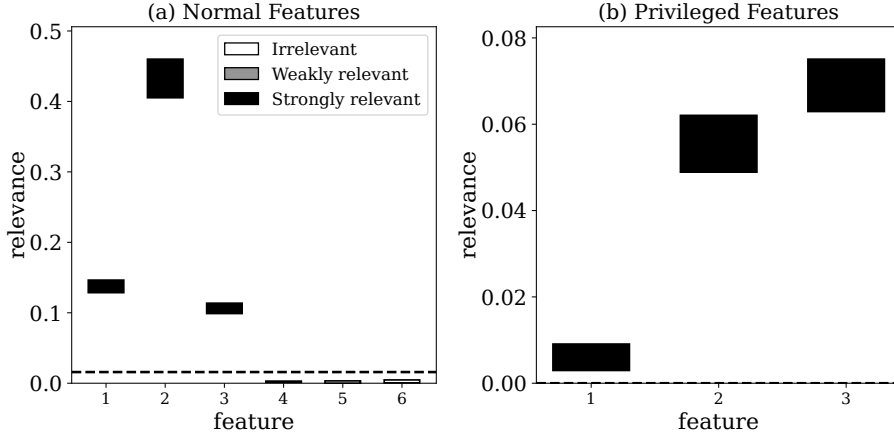 (a) Normal Features
0.5
0.4
0.3
0.2
0.1
0.0
relevance
Irrelevant
Weakly relevant
Strongly relevant
1 2 3 4 5 6
feature
(b) Privileged Features
0.08
0.06
0.04
0.02
0.00
relevance
1 2 3
feature